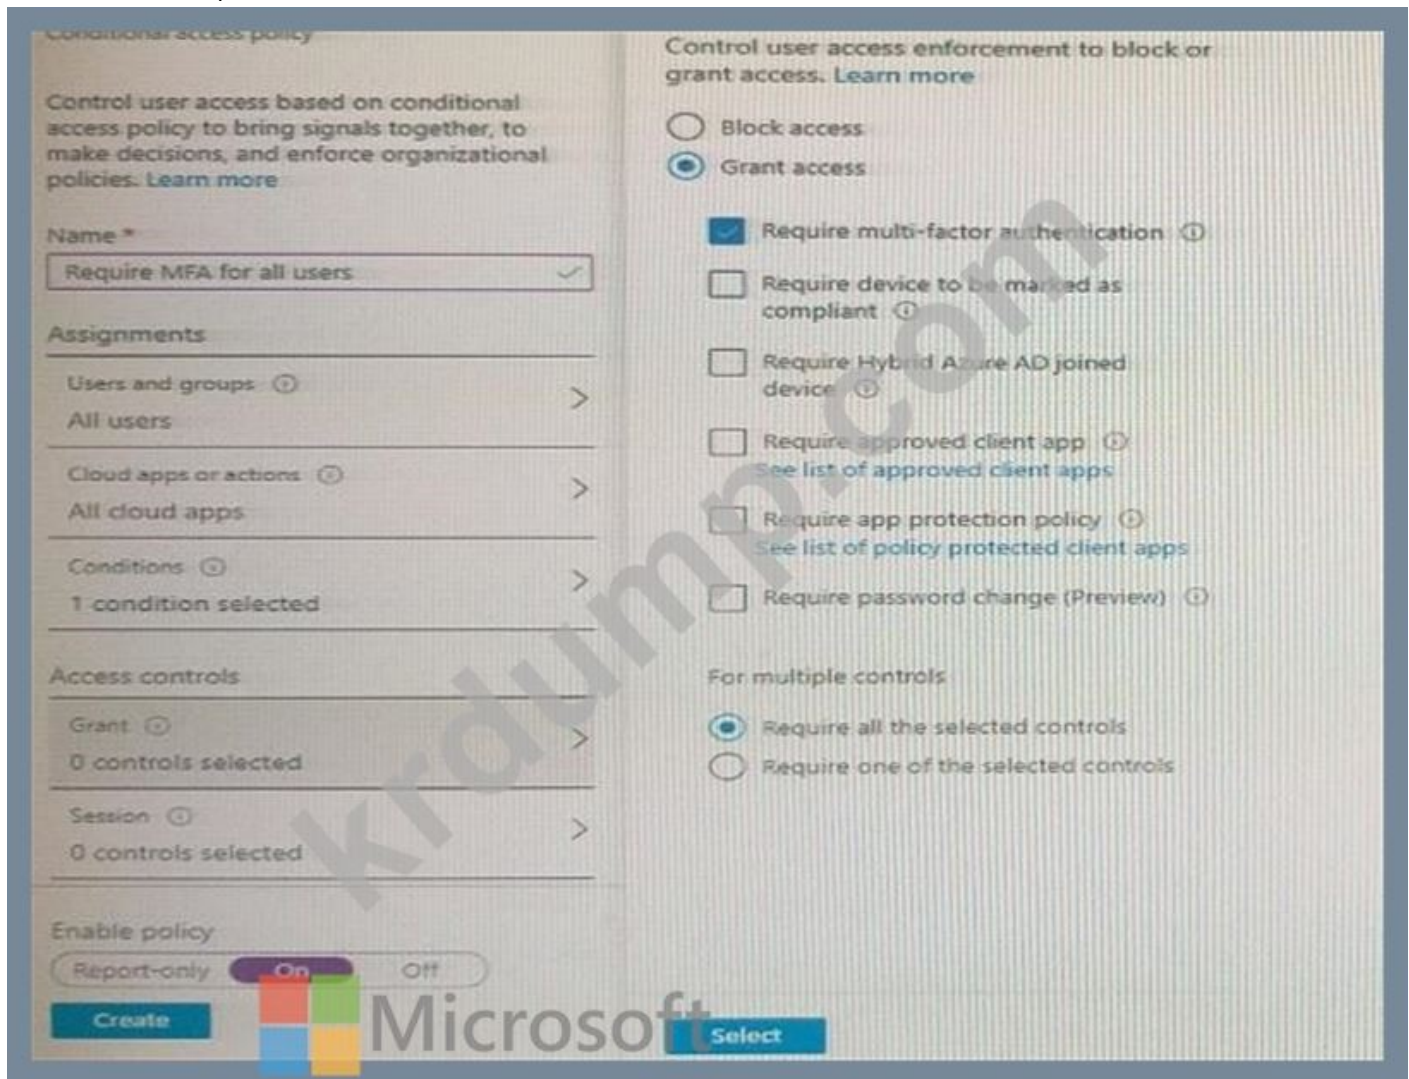 Conditional access policy
Control user access based on conditional
access policy to bring signals together, to
make decisions, and enforce organizational
policies. Learn more
Name *
Require MFA for all users
Assignments
Users and groups
All users
Cloud apps or actions
All cloud apps
Conditions
1 condition selected
Access controls
Grant
0 controls selected
Session
0 controls selected
Enable policy
Report-only On Off
Create
Control user access enforcement to block or
grant access. Learn more
Block access
Grant access
Require multi-factor authentication
Require device to be marked as
compliant
Require Hybrid Azure AD joined
device
Require approved client app
See list of approved client apps
Require app protection policy
See list of policy protected client apps
Require password change (Preview)
For multiple controls
Require all the selected controls
Require one of the selected controls
Select
krdump.com
Microsoft